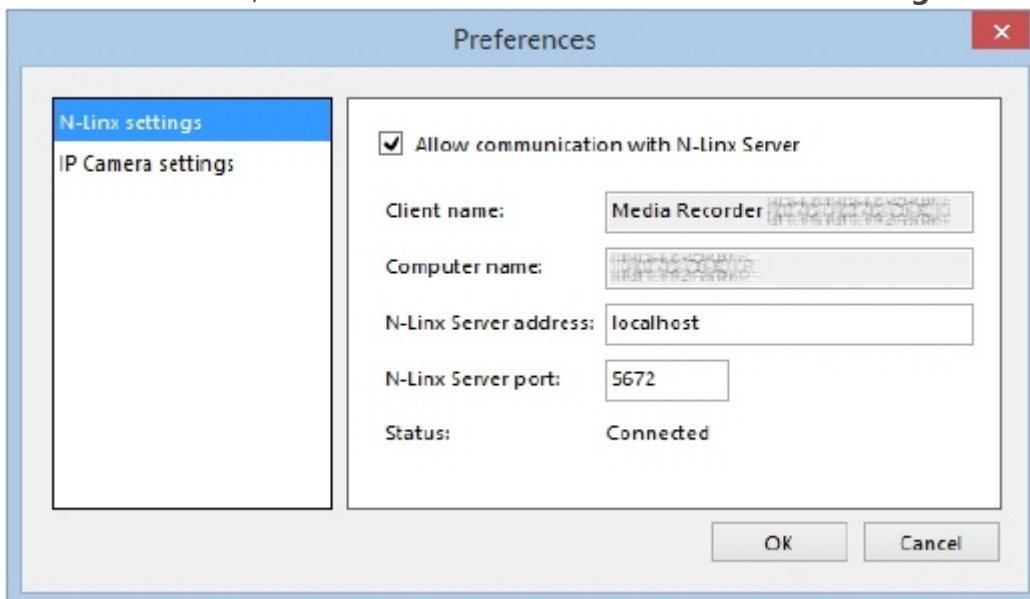 Preferences
N-Linx settings
IP Camera settings
Allow communication with N-Linx Server
Client name: Media Recorder
Computer name:
N-Linx Server address: localhost
N-Linx Server port: 5672
Status: Connected
OK Cancel